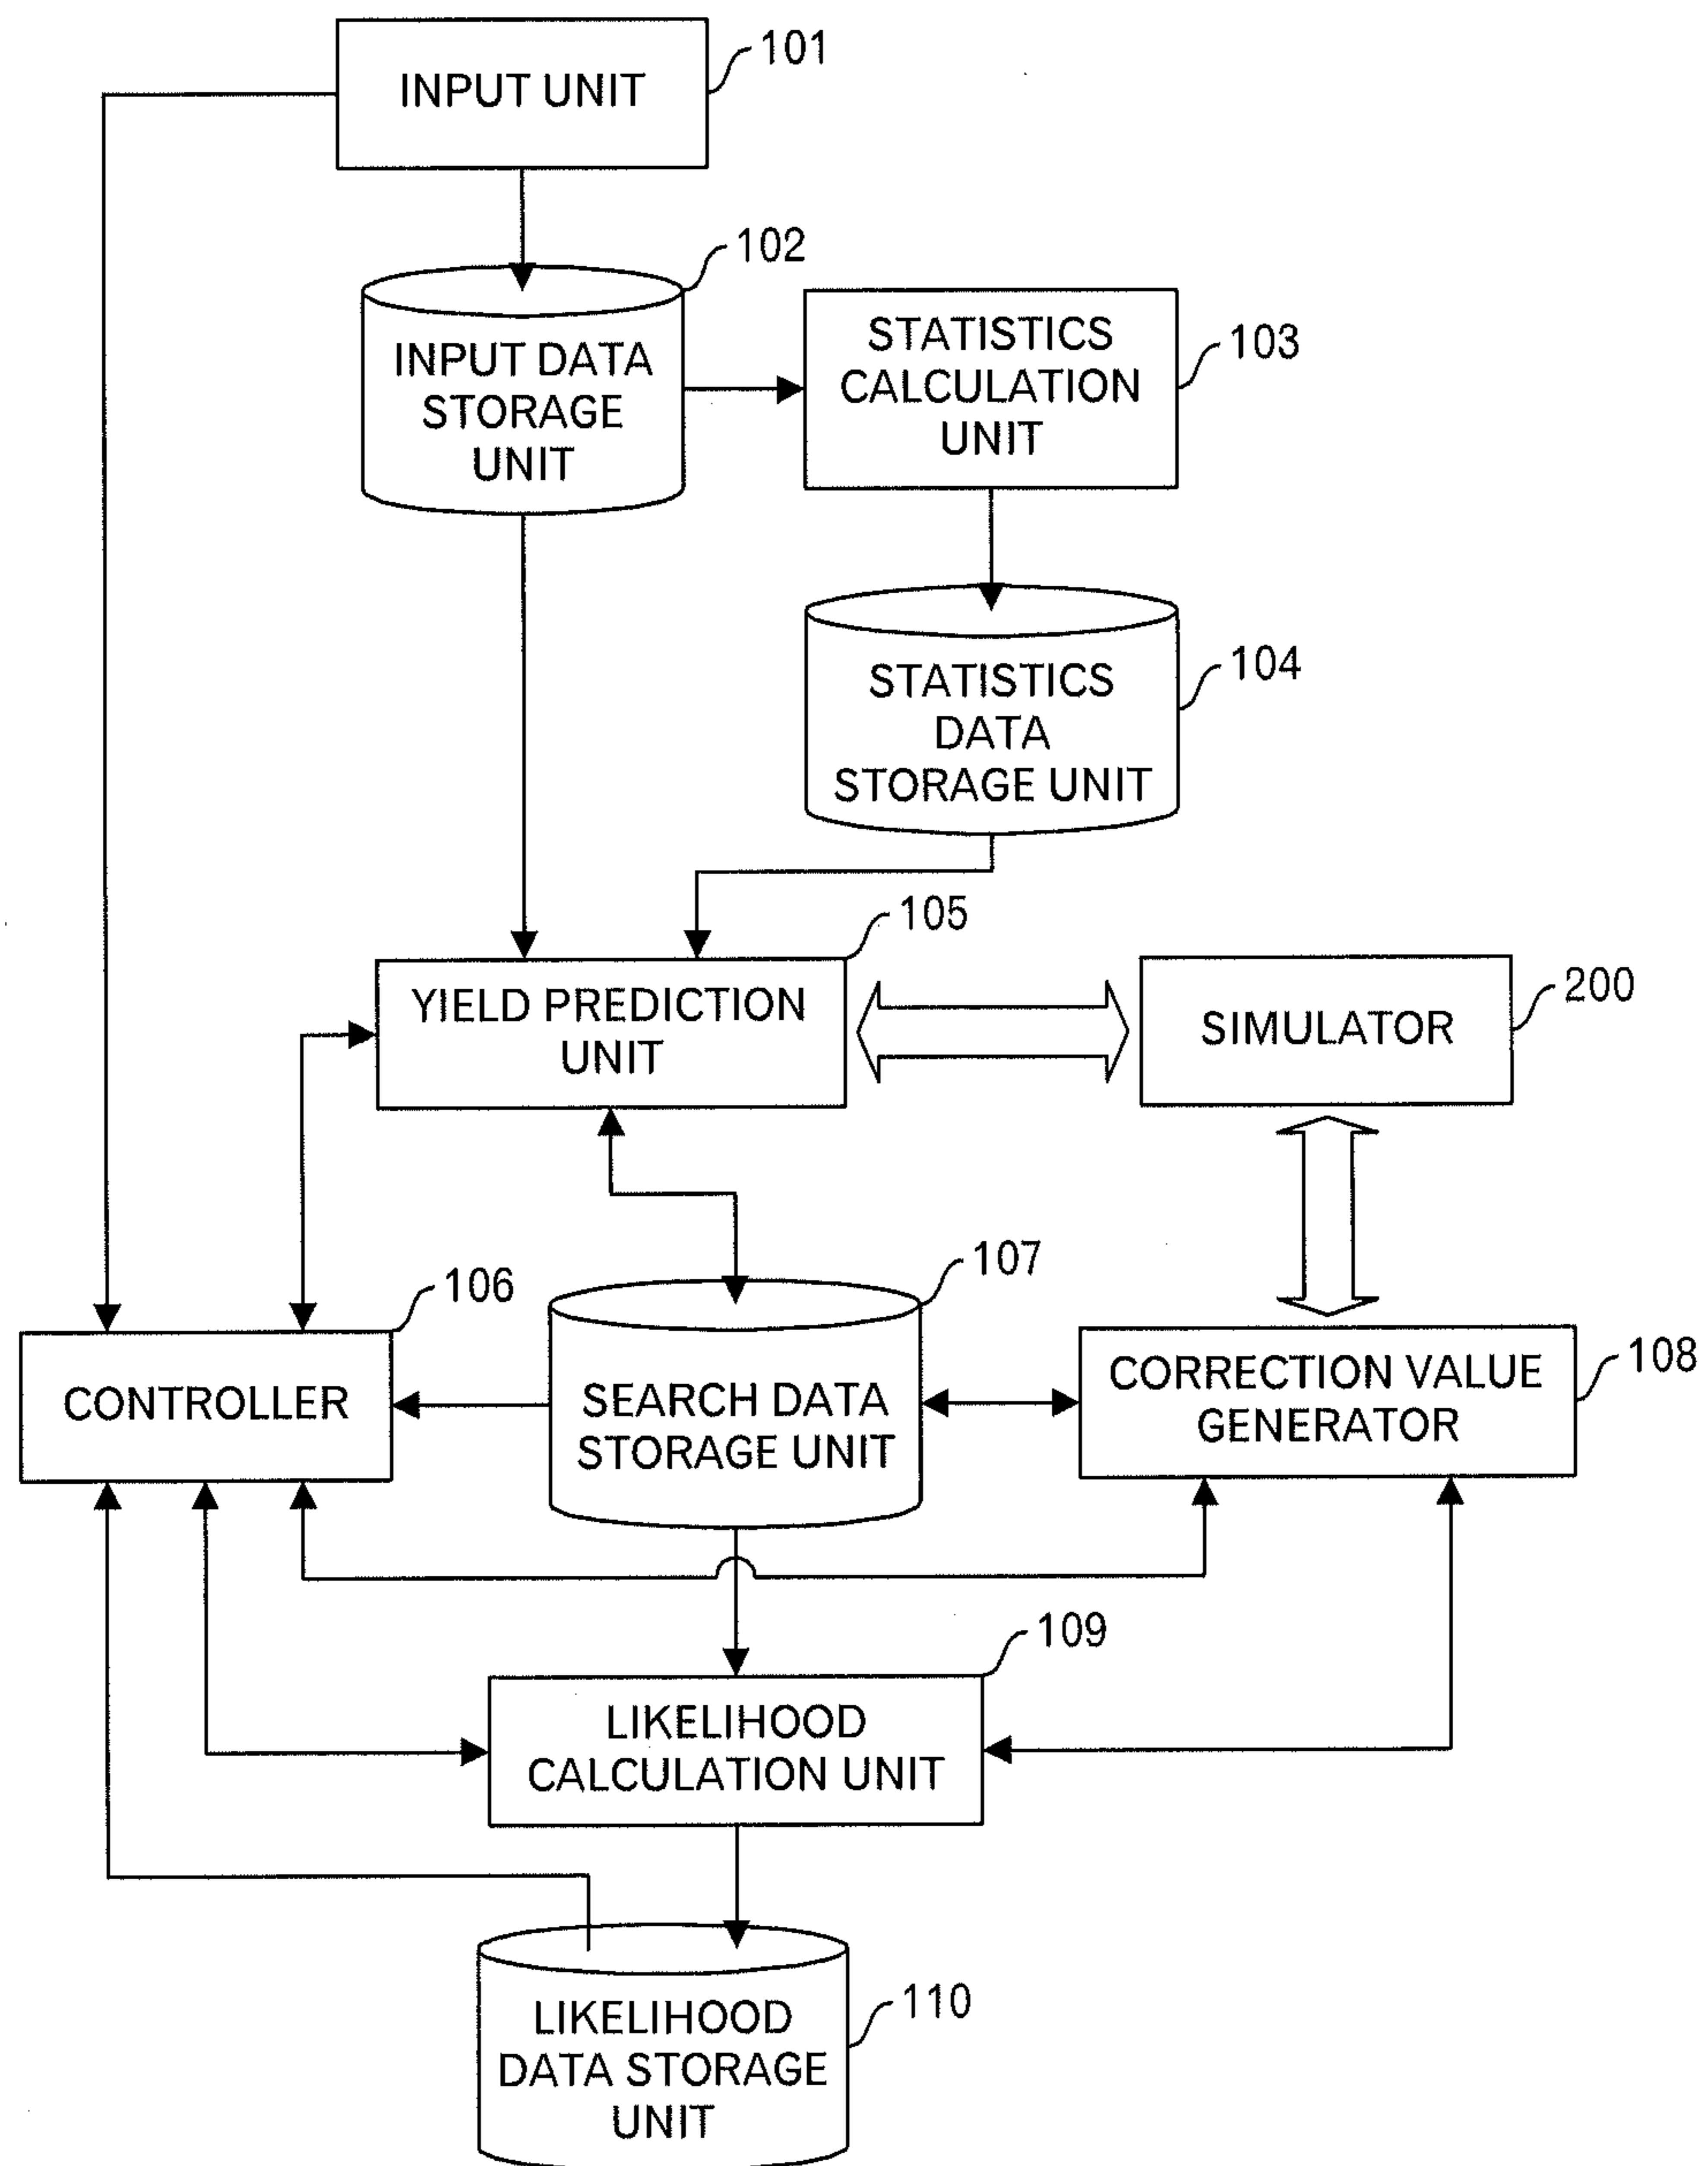 101
INPUT UNIT
102
INPUT DATA
STORAGE
UNIT
STATISTICS
CALCULATION
UNIT
103
STATISTICS
DATA
STORAGE UNIT
104
105
YIELD PREDICTION
UNIT
SIMULATOR
200
106
CONTROLLER
107
SEARCH DATA
STORAGE UNIT
CORRECTION VALUE
GENERATOR
108
109
LIKELIHOOD
CALCULATION UNIT
110
LIKELIHOOD
DATA STORAGE
UNIT